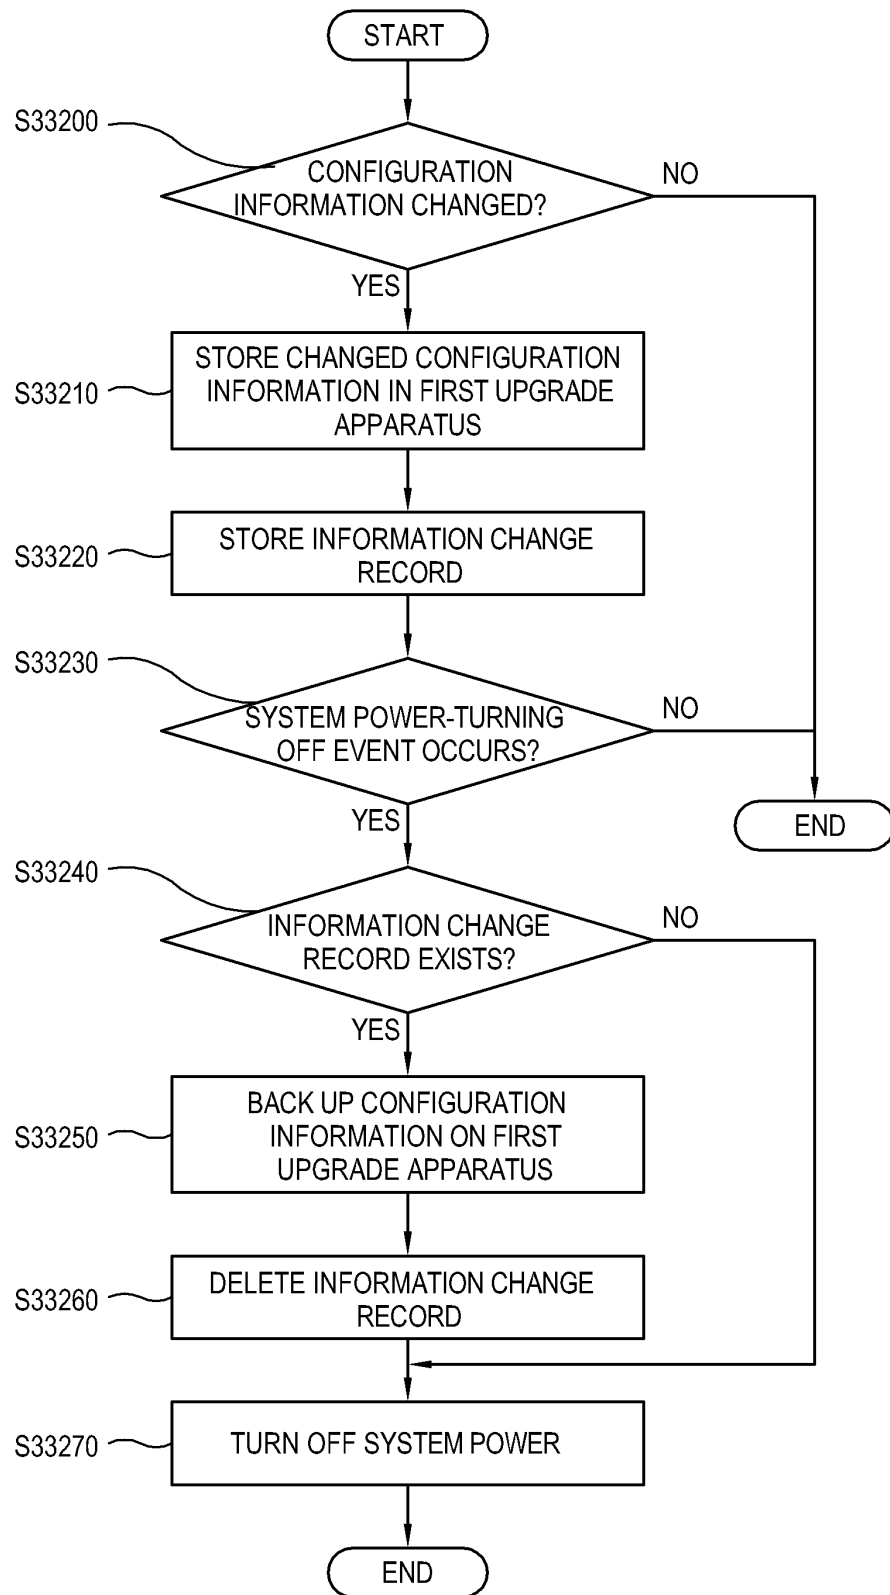 START
S33200
CONFIGURATION
INFORMATION CHANGED?
NO
YES
S33210
STORE CHANGED CONFIGURATION
INFORMATION IN FIRST UPGRADE
APPARATUS
S33220
STORE INFORMATION CHANGE
RECORD
S33230
SYSTEM POWER-TURNING
OFF EVENT OCCURS?
NO
YES
END
S33240
INFORMATION CHANGE
RECORD EXISTS?
NO
YES
S33250
BACK UP CONFIGURATION
INFORMATION ON FIRST
UPGRADE APPARATUS
S33260
DELETE INFORMATION CHANGE
RECORD
S33270
TURN OFF SYSTEM POWER
END